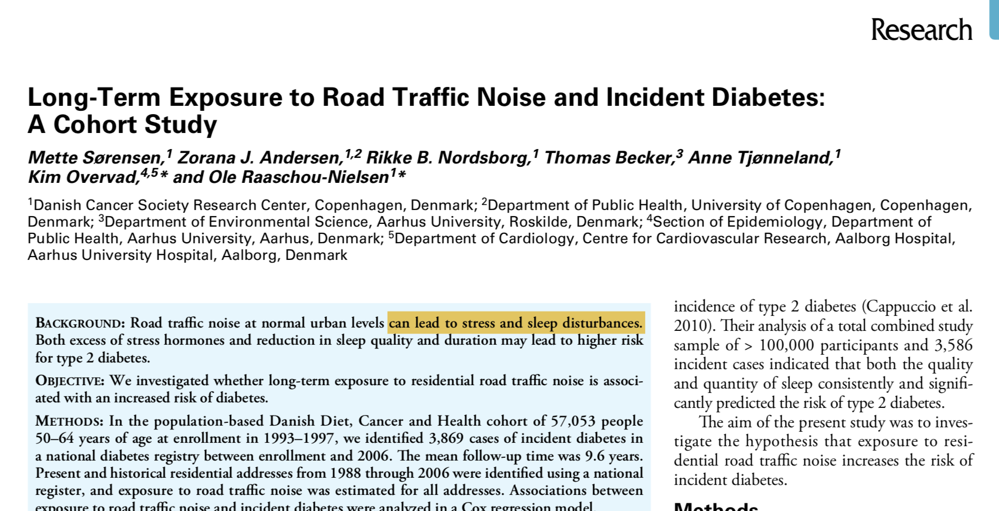 Research
Long-Term Exposure to Road Traffic Noise and Incident Diabetes:
A Cohort Study
Mette Sørensen,1 Zorana J. Andersen,1,2 Rikke B. Nordsborg,1 Thomas Becker,3 Anne Tjønneland,1
Kim Overvad,4,5* and Ole Raaschou-Nielsen1*
1Danish Cancer Society Research Center, Copenhagen, Denmark; 2Department of Public Health, University of Copenhagen, Copenhagen,
Denmark; 3Department of Environmental Science, Aarhus University, Roskilde, Denmark; 4Section of Epidemiology, Department of
Public Health, Aarhus University, Aarhus, Denmark; 5Department of Cardiology, Centre for Cardiovascular Research, Aalborg Hospital,
Aarhus University Hospital, Aalborg, Denmark
Background: Road traffic noise at normal urban levels can lead to stress and sleep disturbances.
Both excess of stress hormones and reduction in sleep quality and duration may lead to higher risk
for type 2 diabetes.
Objective: We investigated whether long-term exposure to residential road traffic noise is associ-
ated with an increased risk of diabetes.
Methods: In the population-based Danish Diet, Cancer and Health cohort of 57,053 people
50–64 years of age at enrollment in 1993–1997, we identified 3,869 cases of incident diabetes in
a national diabetes registry between enrollment and 2006. The mean follow-up time was 9.6 years.
Present and historical residential addresses from 1988 through 2006 were identified using a national
register, and exposure to road traffic noise was estimated for all addresses. Associations between
exposure to road traffic noise and incident diabetes were analyzed in a Cox regression model.
incidence of type 2 diabetes (Cappuccio et al.
2010). Their analysis of a total combined study
sample of > 100,000 participants and 3,586
incident cases indicated that both the quality
and quantity of sleep consistently and signifi-
cantly predicted the risk of type 2 diabetes.
The aim of the present study was to inves-
tigate the hypothesis that exposure to resi-
dential road traffic noise increases the risk of
incident diabetes.
Methods